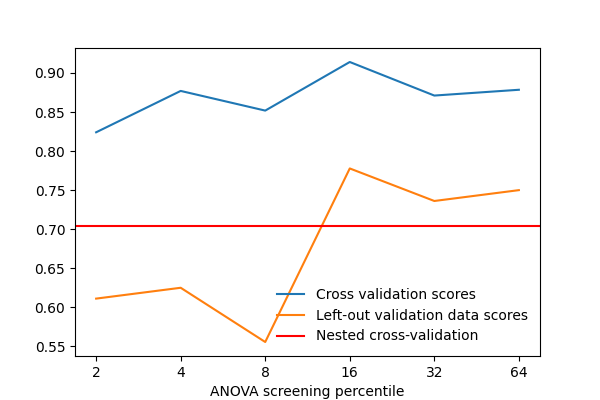 0.90
0.85
0.80
0.75
0.70
0.65
0.60
0.55
Cross validation scores
Left-out validation data scores
Nested cross-validation
2 4 8 16 32 64
ANOVA screening percentile